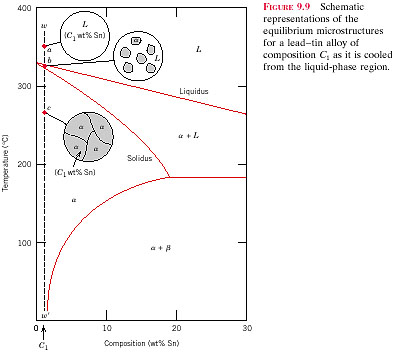 400
300
200
100
0
10
20
30
Temperature (°C)
Composition (wt% Sn)
C₁
w
a
b
c
w'
L
(C₁ wt% Sn)
α
L
L
Liquidus
α + L
Solidus
α
α
α
α
(C₁ wt% Sn)
α
α + β
FIGURE 9.9 Schematic
representations of the
equilibrium microstructures
for a lead–tin alloy of
composition C₁ as it is cooled
from the liquid-phase region.